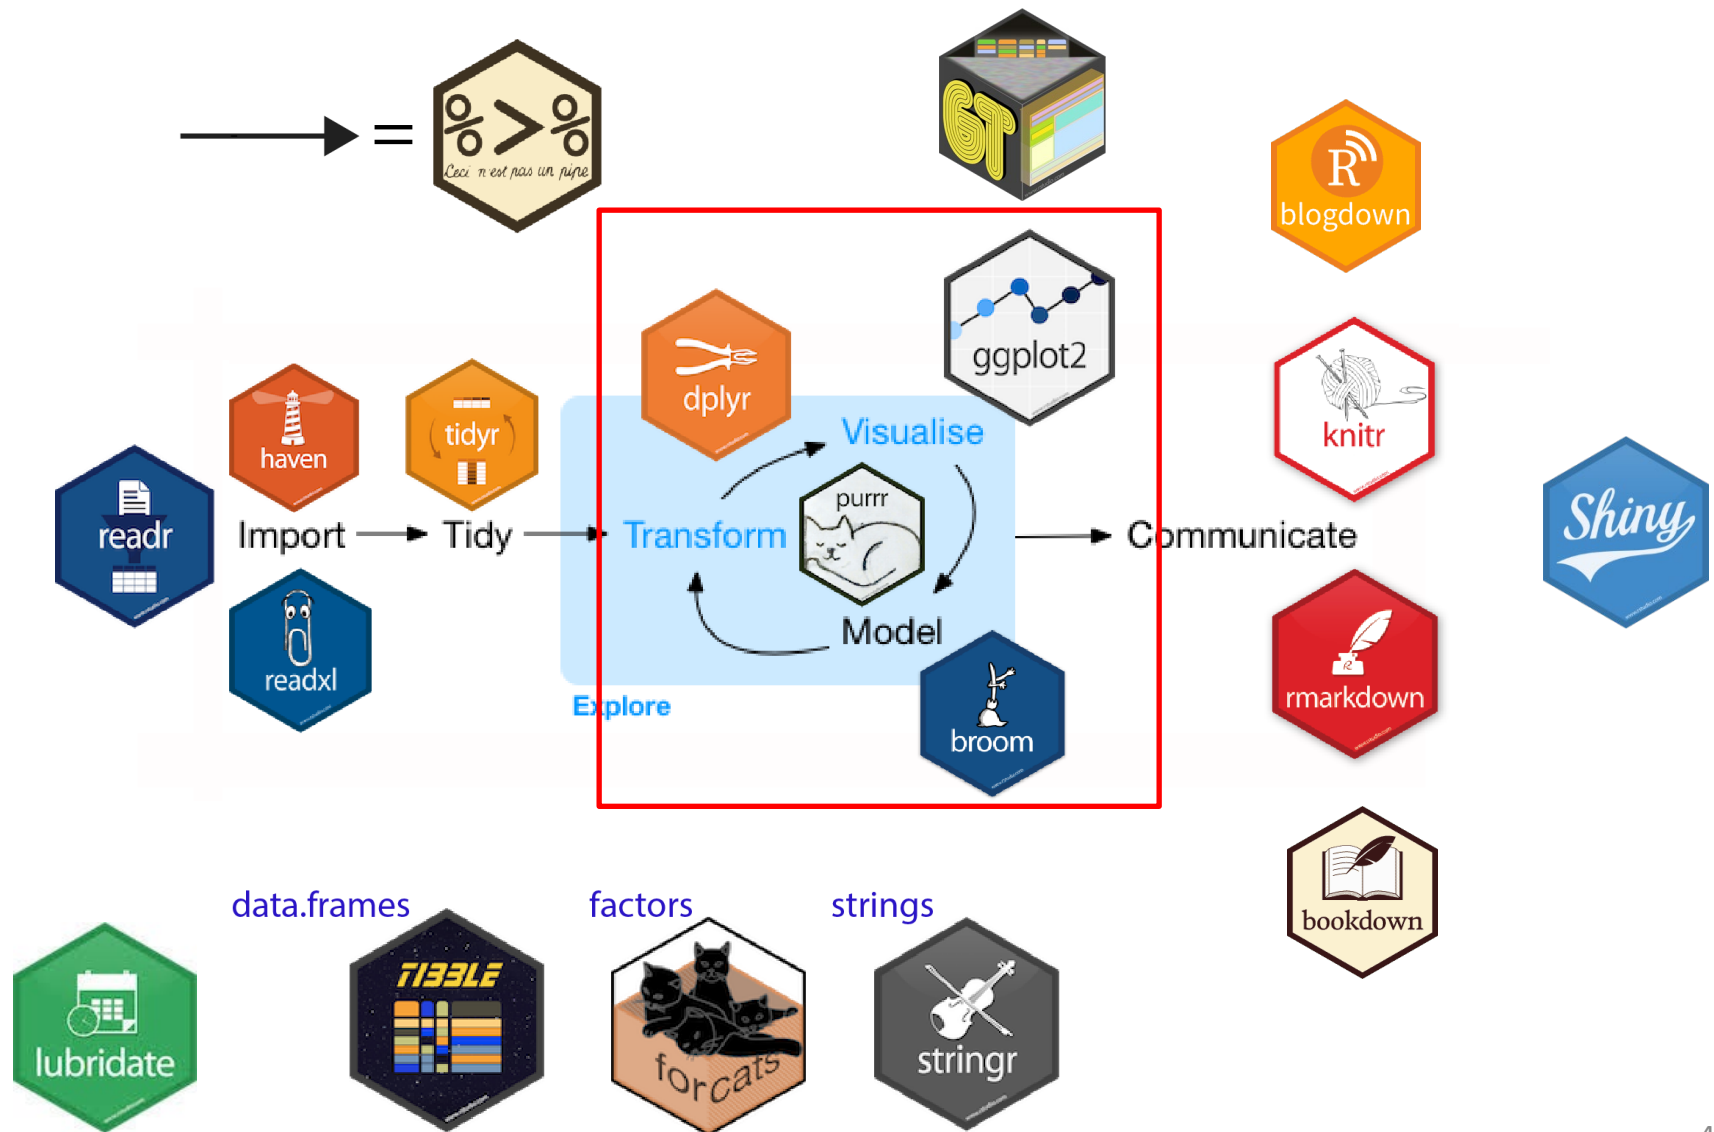 =
%>%
Ceci n'est pas un pipe
GT
R
blogdown
ggplot2
dplyr
Visualise
knitr
haven
tidyr
purrr
readr
Import
Tidy
Transform
Communicate
Shiny
Model
readxl
rmarkdown
Explore
broom
bookdown
data.frames
factors
strings
TIBBLE
lubridate
forcats
stringr